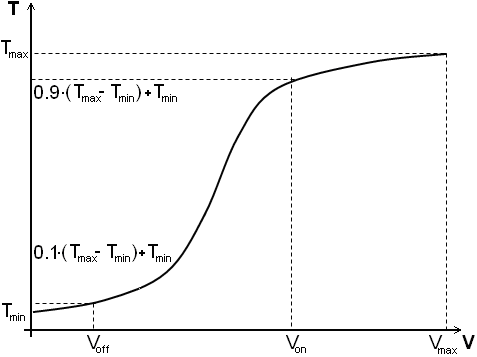 T
Tmax
0.9·(Tmax- Tmin)+Tmin
0.1·(Tmax- Tmin)+Tmin
Tmin
Voff Von Vmax V